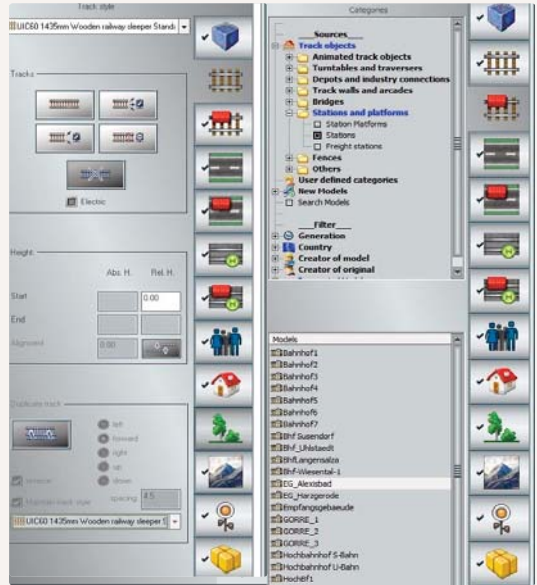 Track style
UIC60 1435mm Wooden railway sleeper Stand
Tracks
Electric
Height
Abs. H. Rel. H.
Start 0.00
End
Alignment 0.00
Duplicate track
left
forward
right
up
inverse down
Maintain track style spacing 4.5
UIC60 1435mm Wooden railway sleeper S
Categories
___Sources___
Track objects
Animated track objects
Turntables and traversers
Depots and industry connections
Track walls and arcades
Bridges
Stations and platforms
Station Platforms
Stations
Freight stations
Fences
Others
User defined categories
New Models
Search Models
___Filter___
Generation
Country
Creator of model
Creator of original
Models
Bahnhof1
Bahnhof2
Bahnhof3
Bahnhof4
Bahnhof5
Bahnhof6
Bahnhof7
Bhf Susendorf
Bhf_Uhlstaedt
BhfLangensalza
Bhf-Wiesental-1
EG_Alexisbad
EG_Harzgerode
Empfangsgebaeude
GORRE_1
GORRE_2
GORRE_3
Hochbahnhof S-Bahn
Hochbahnhof U-Bahn
HochBf1